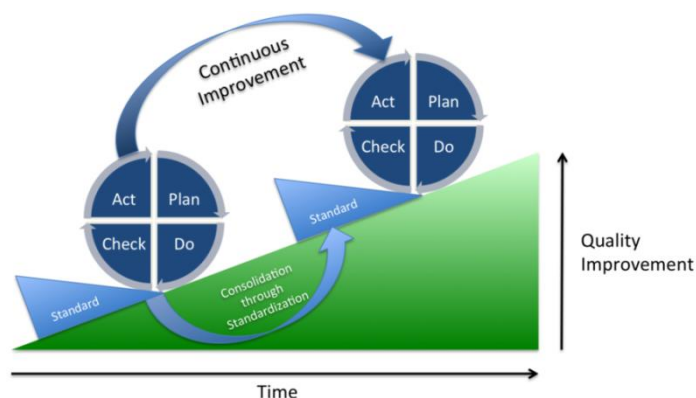 Continuous
Improvement
Act
Plan
Check
Do
Act
Plan
Check
Do
Standard
Standard
Consolidation
through
Standardization
Quality
Improvement
Time